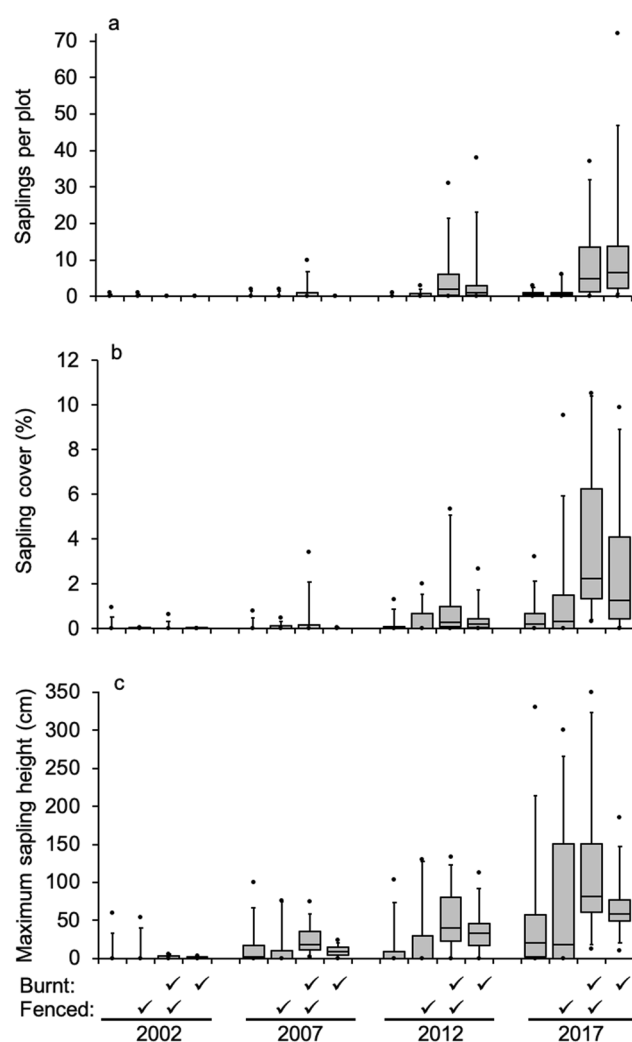 a
Saplings per plot
70
60
50
40
30
20
10
0
b
Sapling cover (%)
12
10
8
6
4
2
0
c
Maximum sapling height (cm)
350
300
250
200
150
100
50
0
Burnt: ✓ ✓ ✓ ✓ ✓ ✓ ✓ ✓
Fenced: ✓ ✓ ✓ ✓ ✓ ✓ ✓ ✓
2002 2007 2012 2017